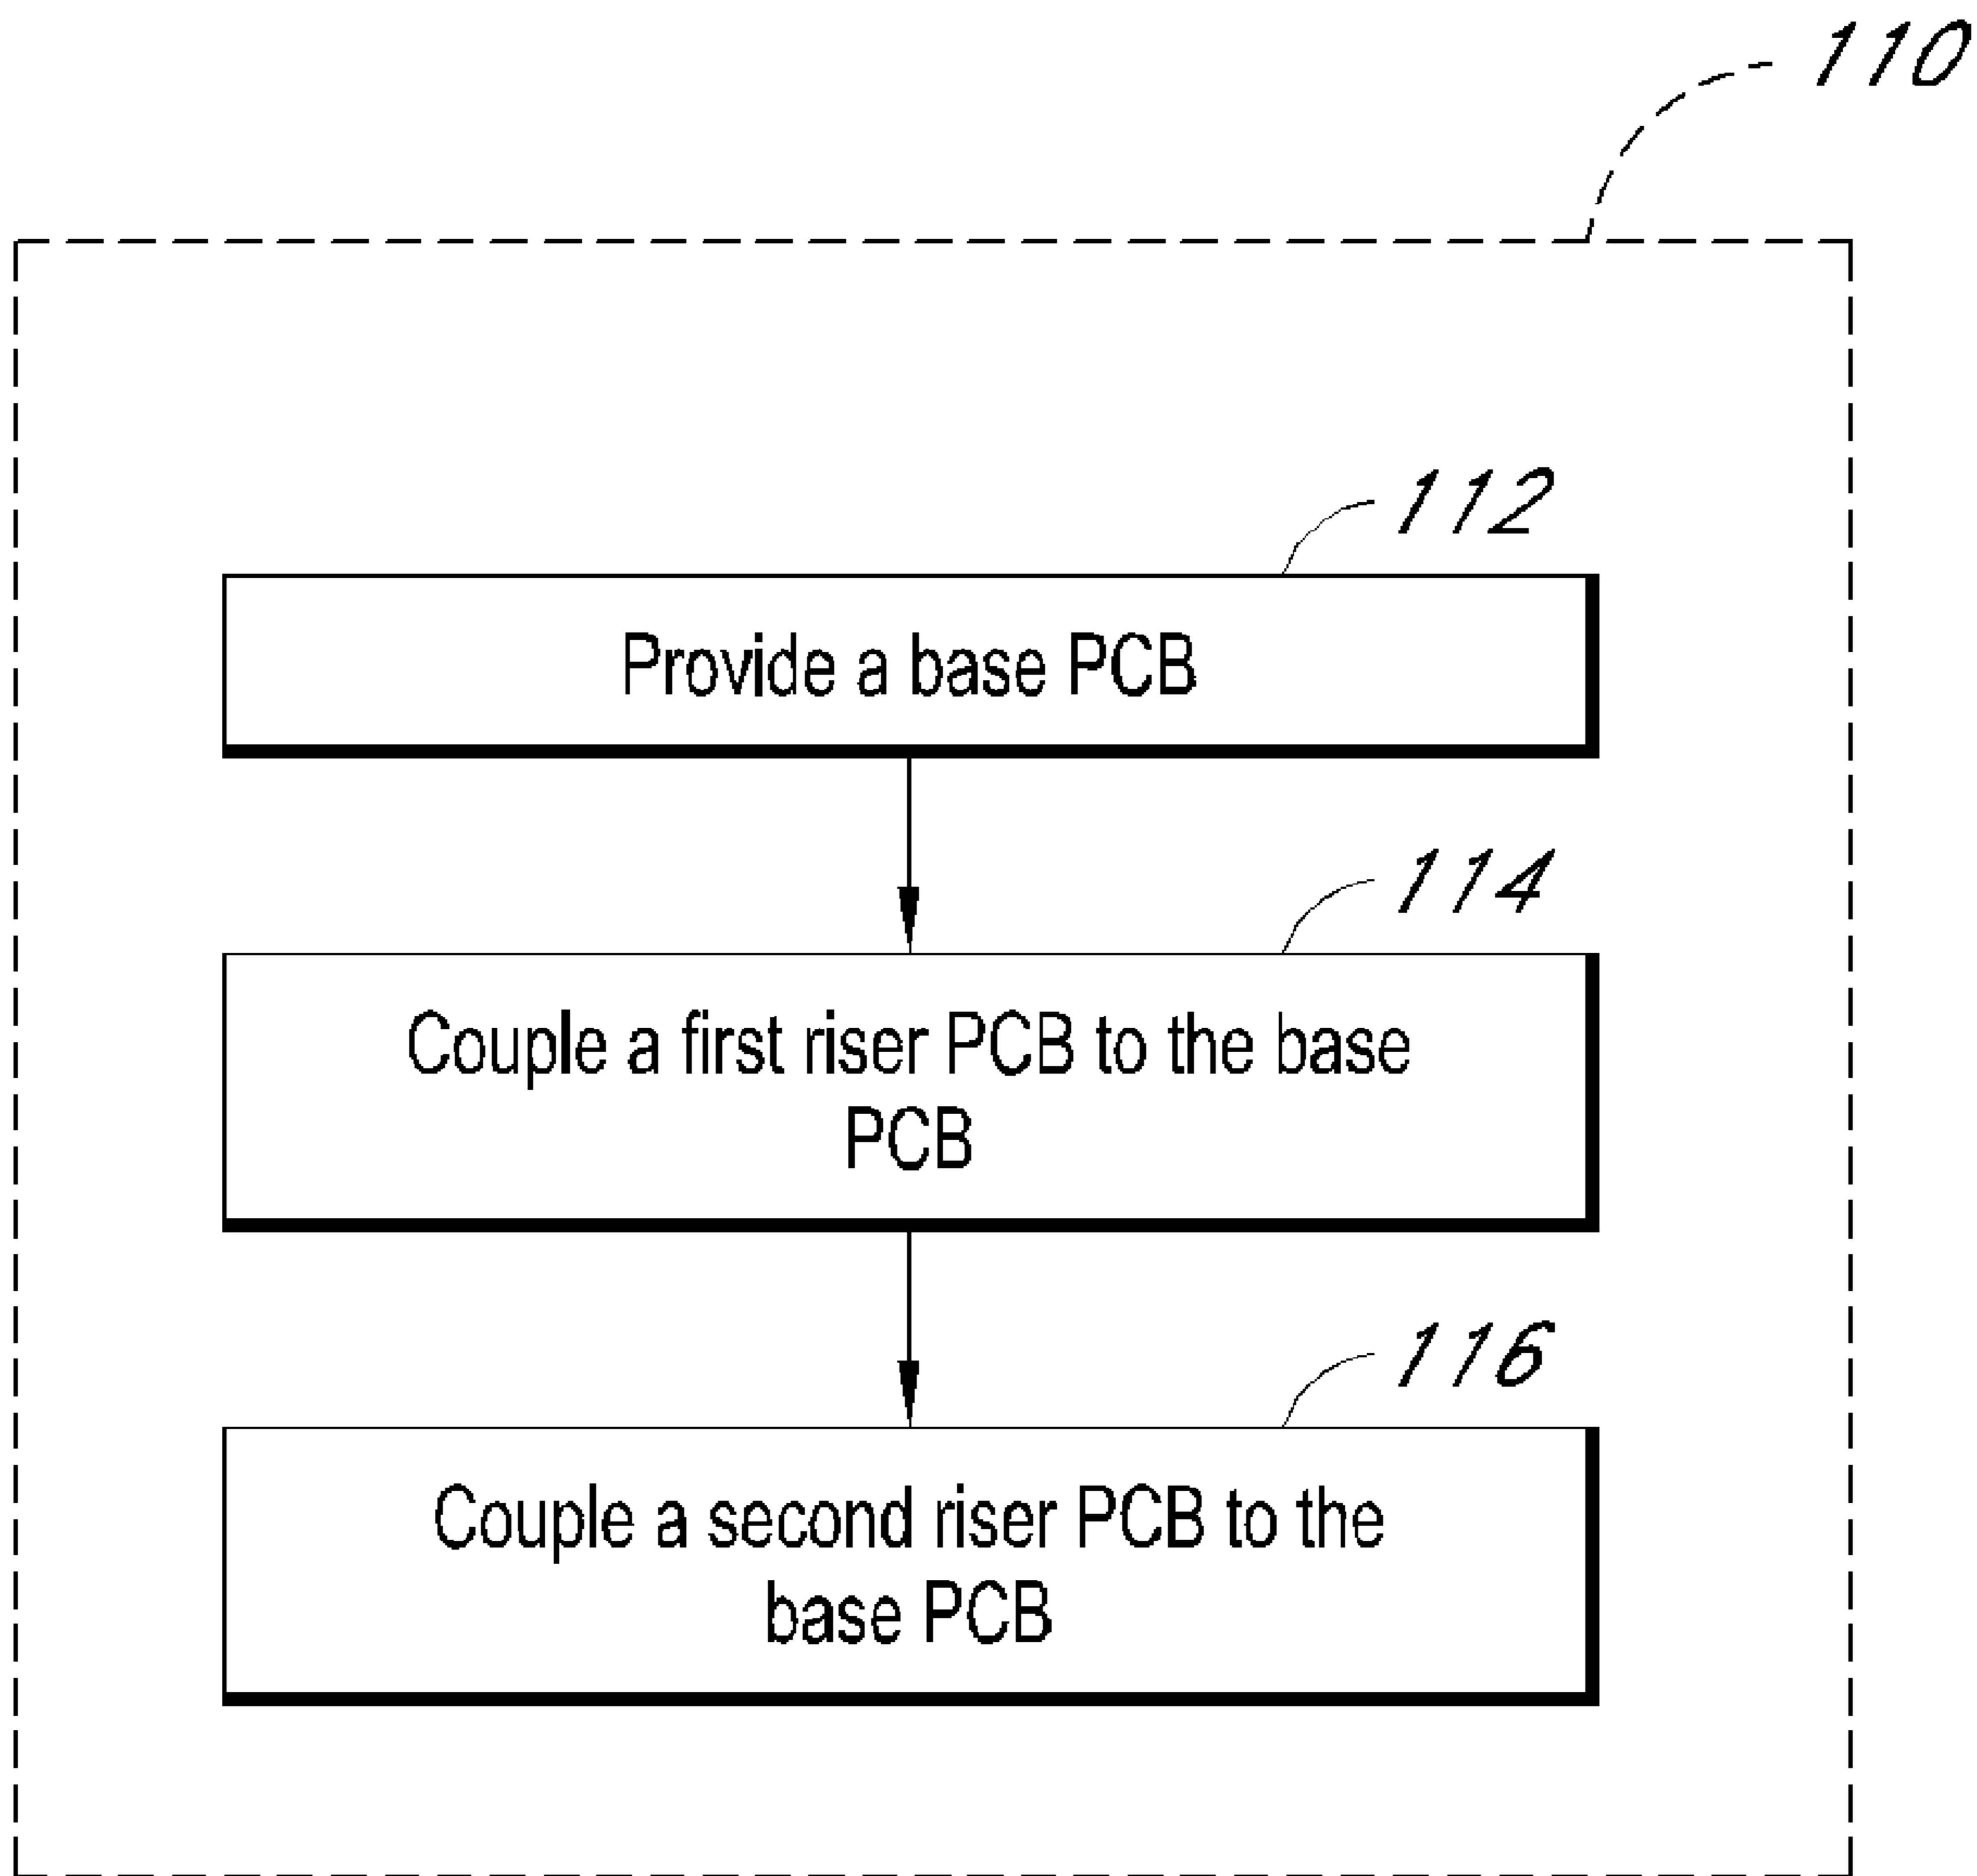 110
112
Provide a base PCB
114
Couple a first riser PCB to the base
PCB
116
Couple a second riser PCB to the
base PCB